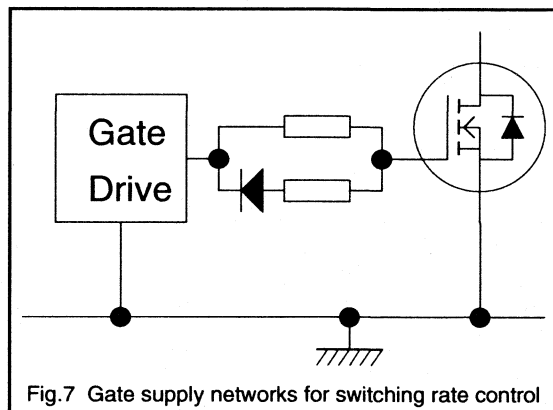 Gate
Drive
Fig.7 Gate supply networks for switching rate control